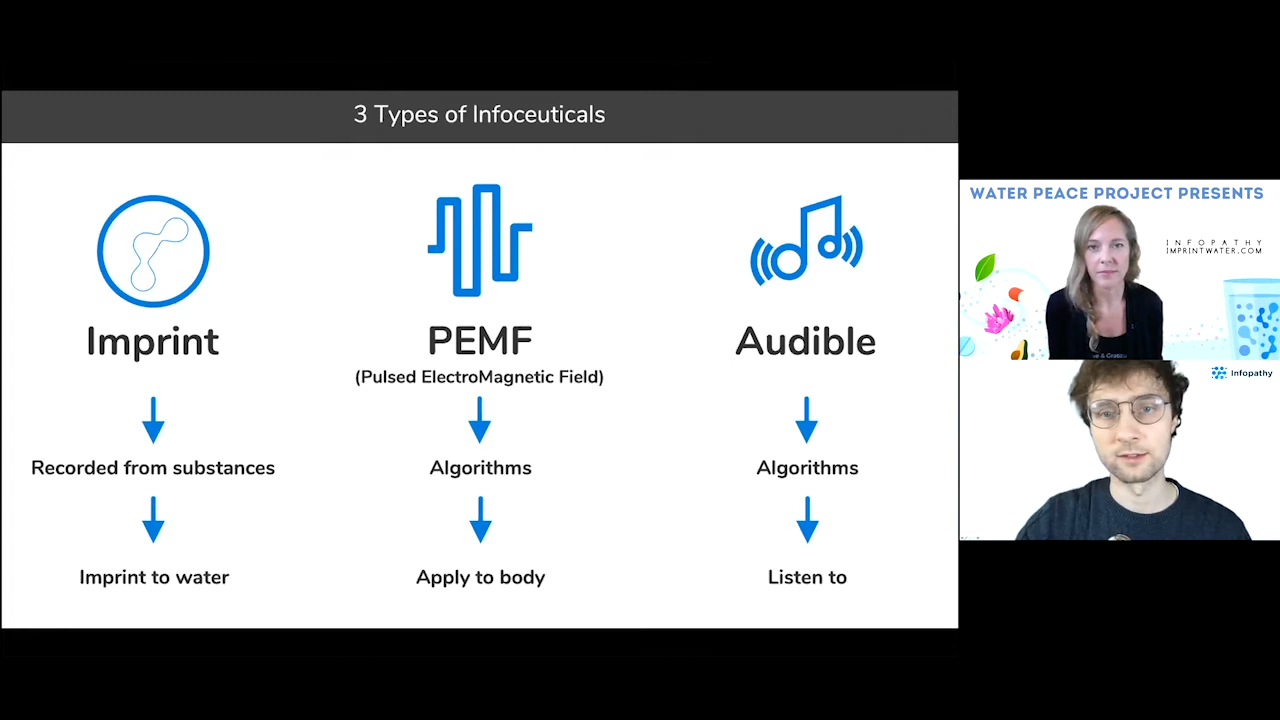 3 Types of Infoceuticals
Imprint
PEMF
Audible
(Pulsed ElectroMagnetic Field)
Recorded from substances
Algorithms
Algorithms
Imprint to water
Apply to body
Listen to
WATER PEACE PROJECT PRESENTS
INFOPATHY
IMPRINTWATER.COM
Infopathy